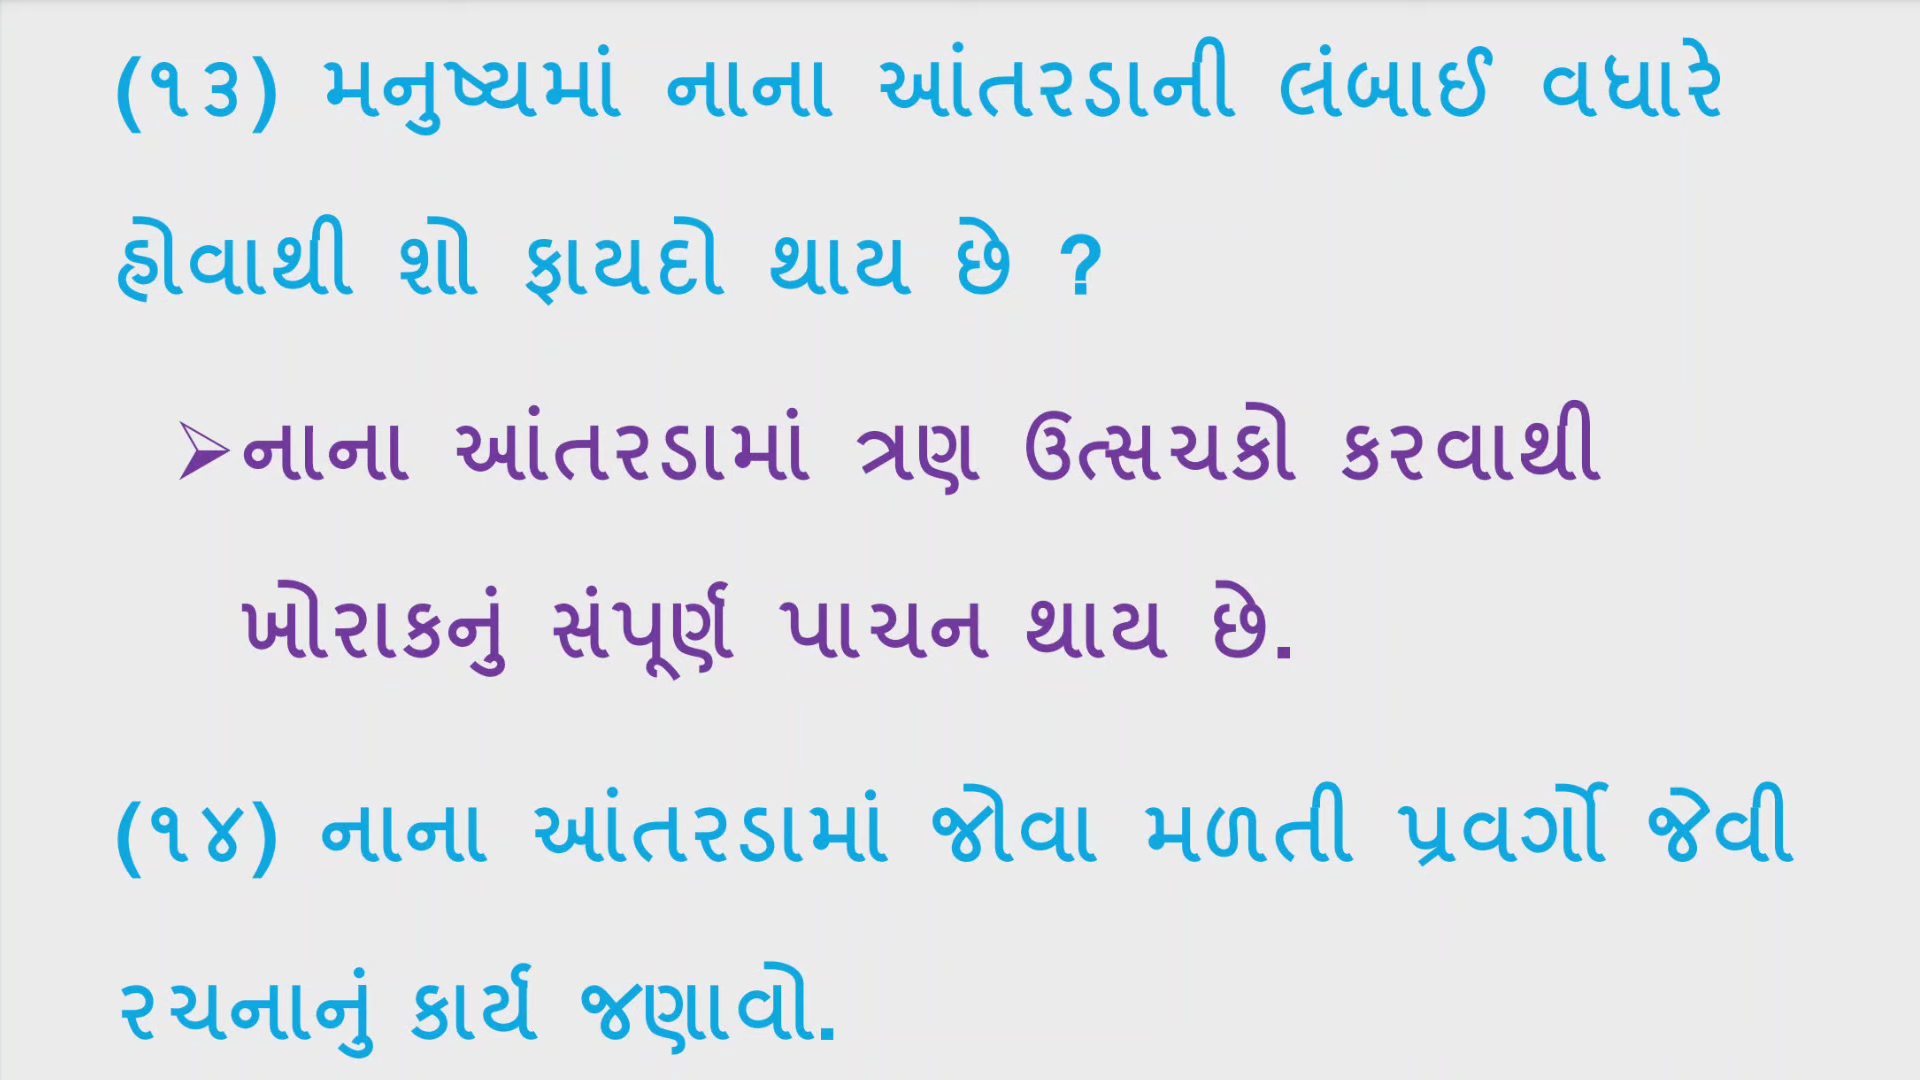 (૧૩) મનુષ્યમાં નાના આંતરડાની લંબાઈ વધારે
હોવાથી શો ફાયદો થાય છે ?
➢નાના આંતરડામાં ત્રણ ઉત્સચકો કરવાથી
ખોરાકનું સંપૂર્ણ પાચન થાય છે.
(૧૪) નાના આંતરડામાં જોવા મળતી પ્રવર્ગો જેવી
રચનાનું કાર્ય જણાવો.